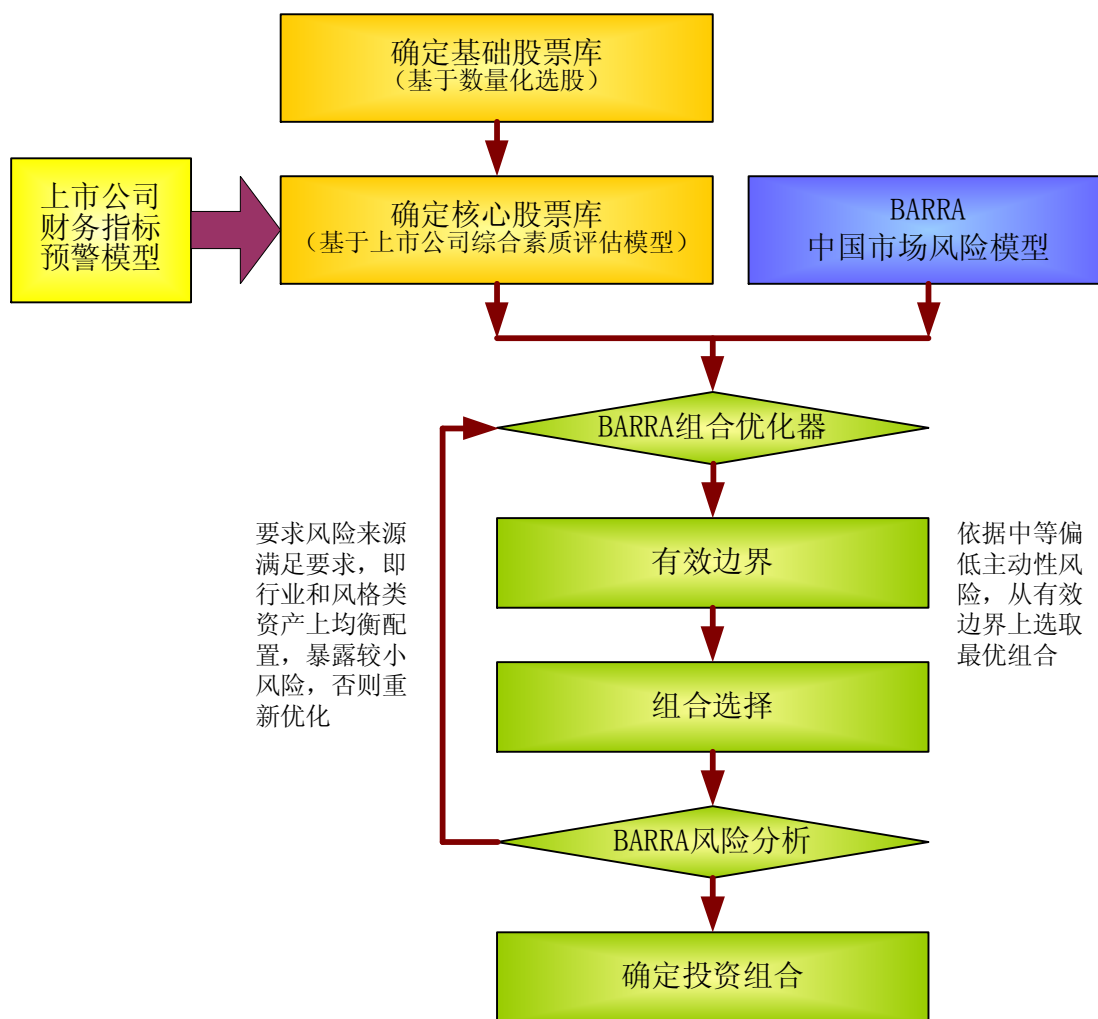 确定基础股票库
（基于数量化选股）
上市公司
财务指标
预警模型
确定核心股票库
（基于上市公司综合素质评估模型）
BARRA
中国市场风险模型
BARRA组合优化器
要求风险来源
满足要求，即
行业和风格类
资产上均衡配
置，暴露较小
风险，否则重
新优化
有效边界
依据中等偏
低主动性风
险，从有效
边界上选取
最优组合
组合选择
BARRA风险分析
确定投资组合